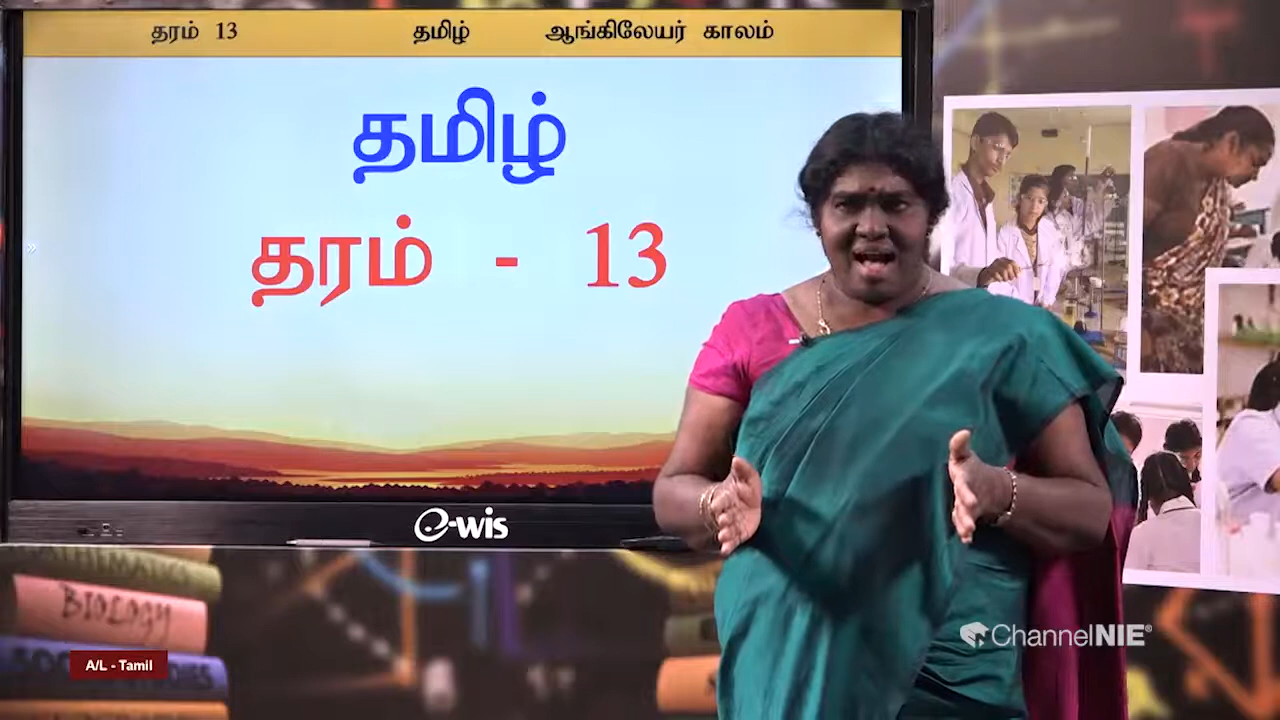 தரம் 13 தமிழ் ஆங்கிலேயர் காலம்
தமிழ்
தரம் - 13
e-wis
BIOLOGY
A/L - Tamil
ChannelNIE®